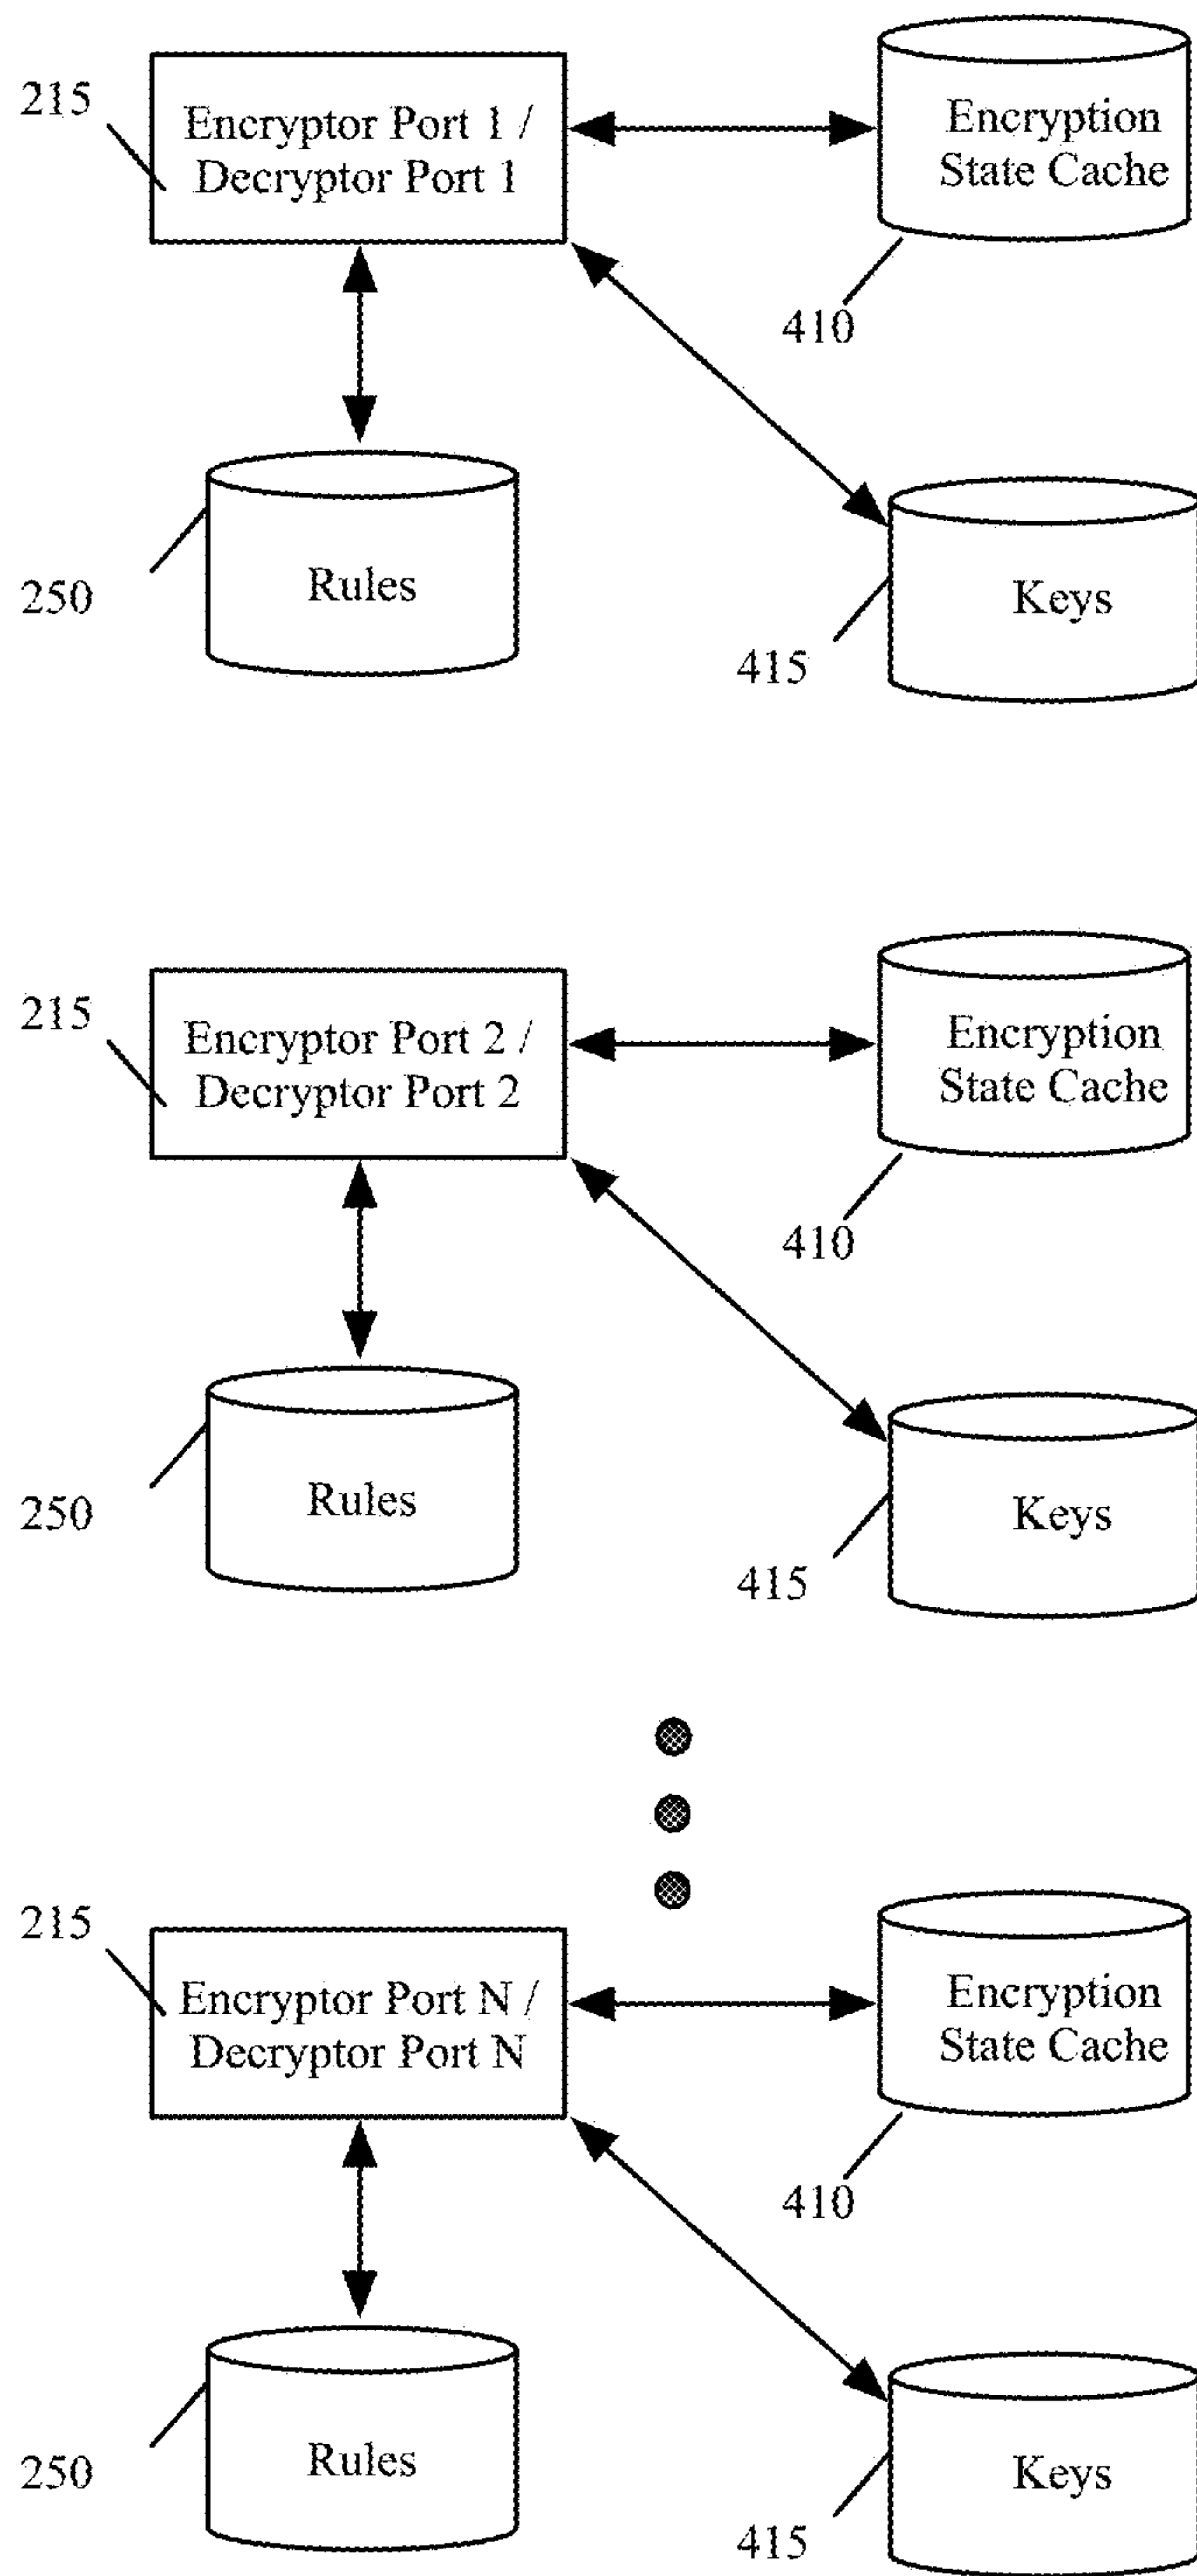 215
Encryptor Port 1 /
Decryptor Port 1
Encryption
State Cache
410
250
Rules
Keys
415
215
Encryptor Port 2 /
Decryptor Port 2
Encryption
State Cache
410
250
Rules
Keys
415
215
Encryptor Port N /
Decryptor Port N
Encryption
State Cache
410
250
Rules
Keys
415